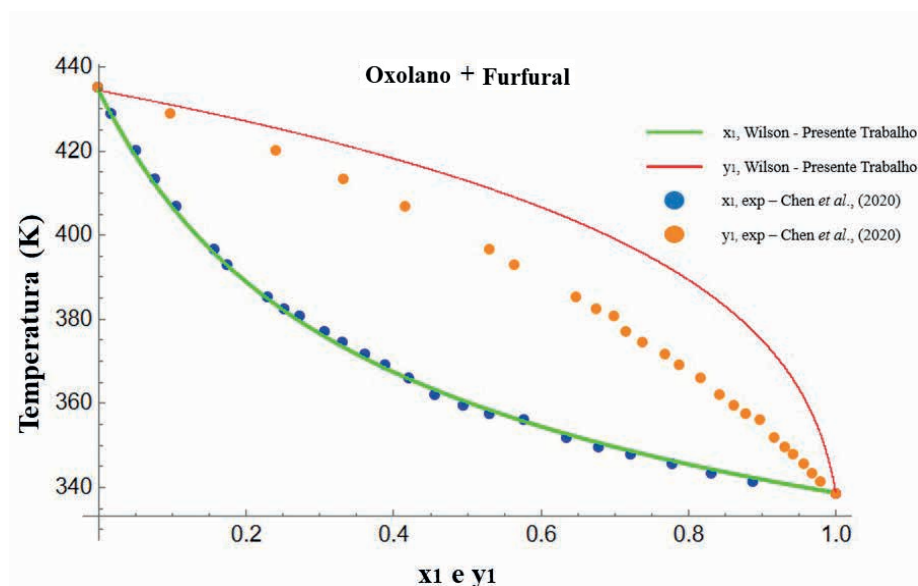 Oxolano + Furfural
440
420
400
380
360
340
Temperatura (K)
0.2
0.4
0.6
0.8
1.0
x1 e y1
x1, Wilson - Presente Trabalho
y1, Wilson - Presente Trabalho
x1, exp – Chen et al., (2020)
y1, exp – Chen et al., (2020)